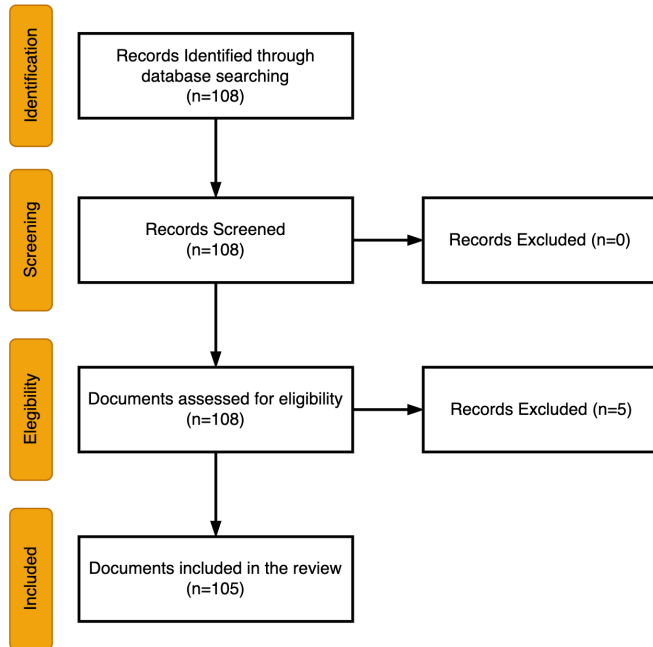 Identification
Records Identified through
database searching
(n=108)
Screening
Records Screened
(n=108)
Records Excluded (n=0)
Elegibility
Documents assessed for eligibility
(n=108)
Records Excluded (n=5)
Included
Documents included in the review
(n=105)